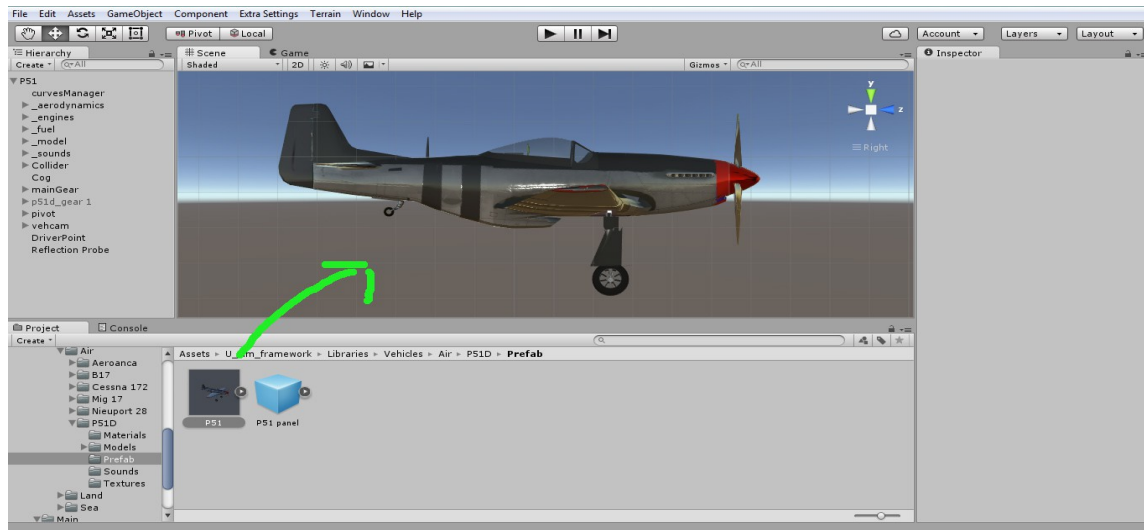 File Edit Assets GameObject Component Extra Settings Terrain Window Help
Pivot Local Account Layers Layout
Hierarchy
Create All
P51
curvesManager
_aerodynamics
_engines
_fuel
_model
_sounds
Collider
Cog
mainGear
p51d_gear 1
pivot
vehcam
DriverPoint
Reflection Probe
Scene Game
Shaded 2D Gizmos All
y
z
Right
Inspector
Project Console
Create
Air
Aeroanca
B17
Cessna 172
Mig 17
Nieuport 28
P51D
Materials
Models
Prefab
Sounds
Textures
Land
Sea
Main
Assets Libraries Vehicles Air P51D Prefab
P51 P51 panel